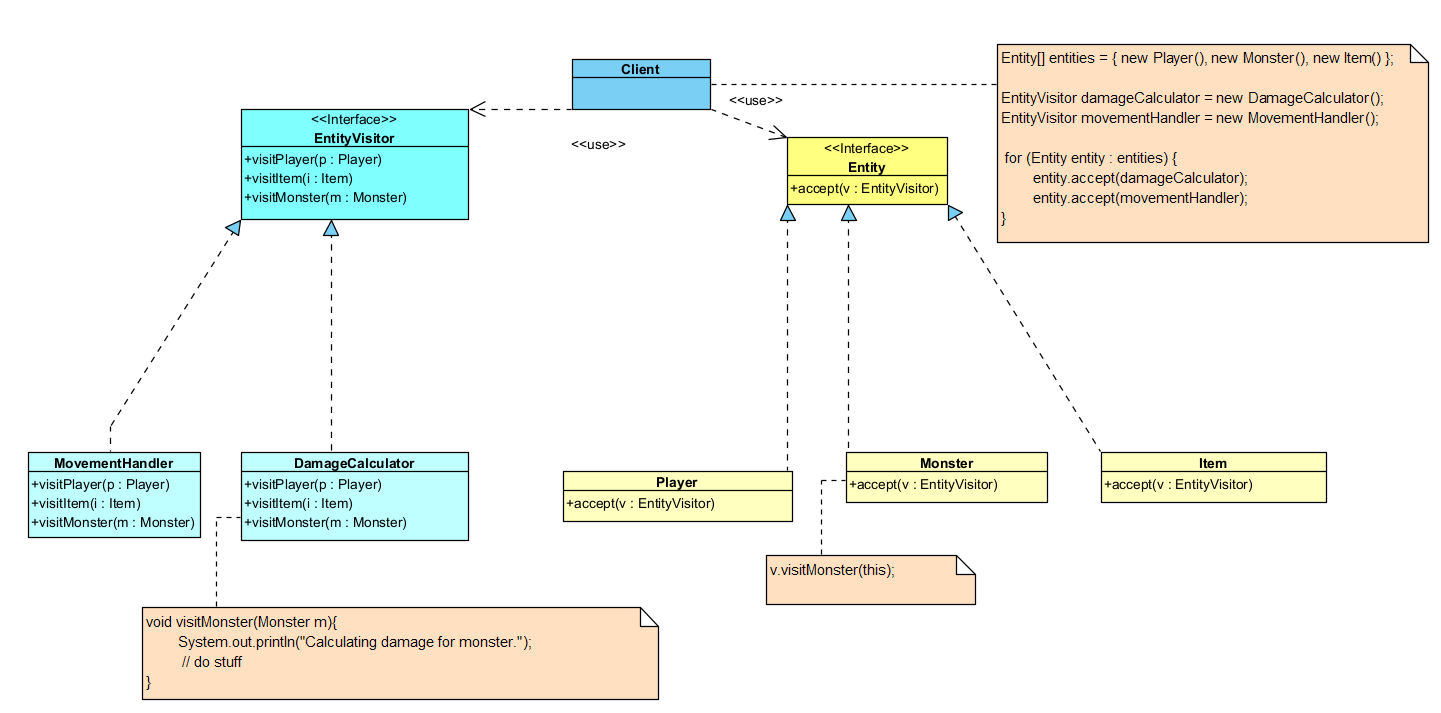 Client
<<use>>
<<use>>
Entity[] entities = { new Player(), new Monster(), new Item() };
EntityVisitor damageCalculator = new DamageCalculator();
EntityVisitor movementHandler = new MovementHandler();
for (Entity entity : entities) {
entity.accept(damageCalculator);
entity.accept(movementHandler);
}
<<Interface>>
EntityVisitor
+visitPlayer(p : Player)
+visitItem(i : Item)
+visitMonster(m : Monster)
<<Interface>>
Entity
+accept(v : EntityVisitor)
MovementHandler
+visitPlayer(p : Player)
+visitItem(i : Item)
+visitMonster(m : Monster)
DamageCalculator
+visitPlayer(p : Player)
+visitItem(i : Item)
+visitMonster(m : Monster)
Player
+accept(v : EntityVisitor)
Monster
+accept(v : EntityVisitor)
Item
+accept(v : EntityVisitor)
v.visitMonster(this);
void visitMonster(Monster m){
System.out.println("Calculating damage for monster.");
// do stuff
}